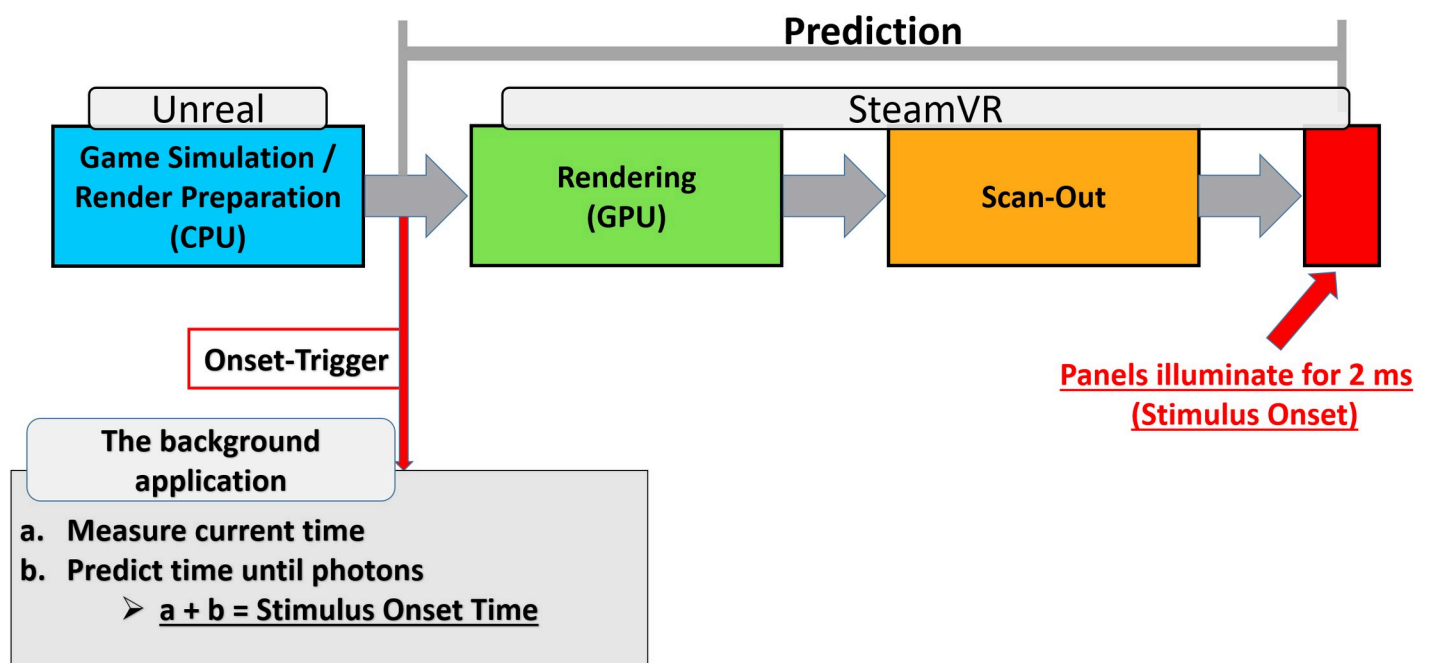 Prediction
Unreal
SteamVR
Game Simulation /
Render Preparation
(CPU)
Rendering
(GPU)
Scan-Out
Onset-Trigger
Panels illuminate for 2 ms
(Stimulus Onset)
The background
application
a. Measure current time
b. Predict time until photons
➢ a + b = Stimulus Onset Time